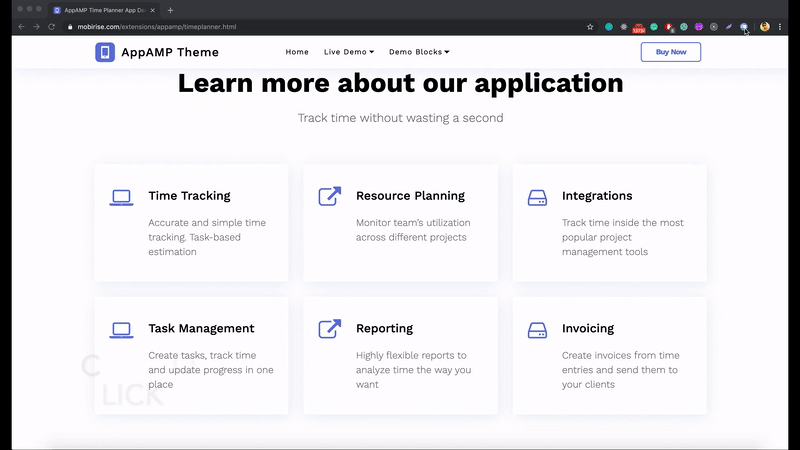 AppAMP Time Planner App De
mobirise.com/extensions/appamp/timeplanner.html
AppAMP Theme
Home
Live Demo
Demo Blocks
Buy Now
Learn more about our application
Track time without wasting a second
Time Tracking
Accurate and simple time
tracking. Task-based
estimation
Resource Planning
Monitor team's utilization
across different projects
Integrations
Track time inside the most
popular project
management tools
Task Management
Create tasks, track time
and update progress in one
place
Reporting
Highly flexible reports to
analyze time the way you
want
Invoicing
Create invoices from time
entries and send them to
your clients
CLICK